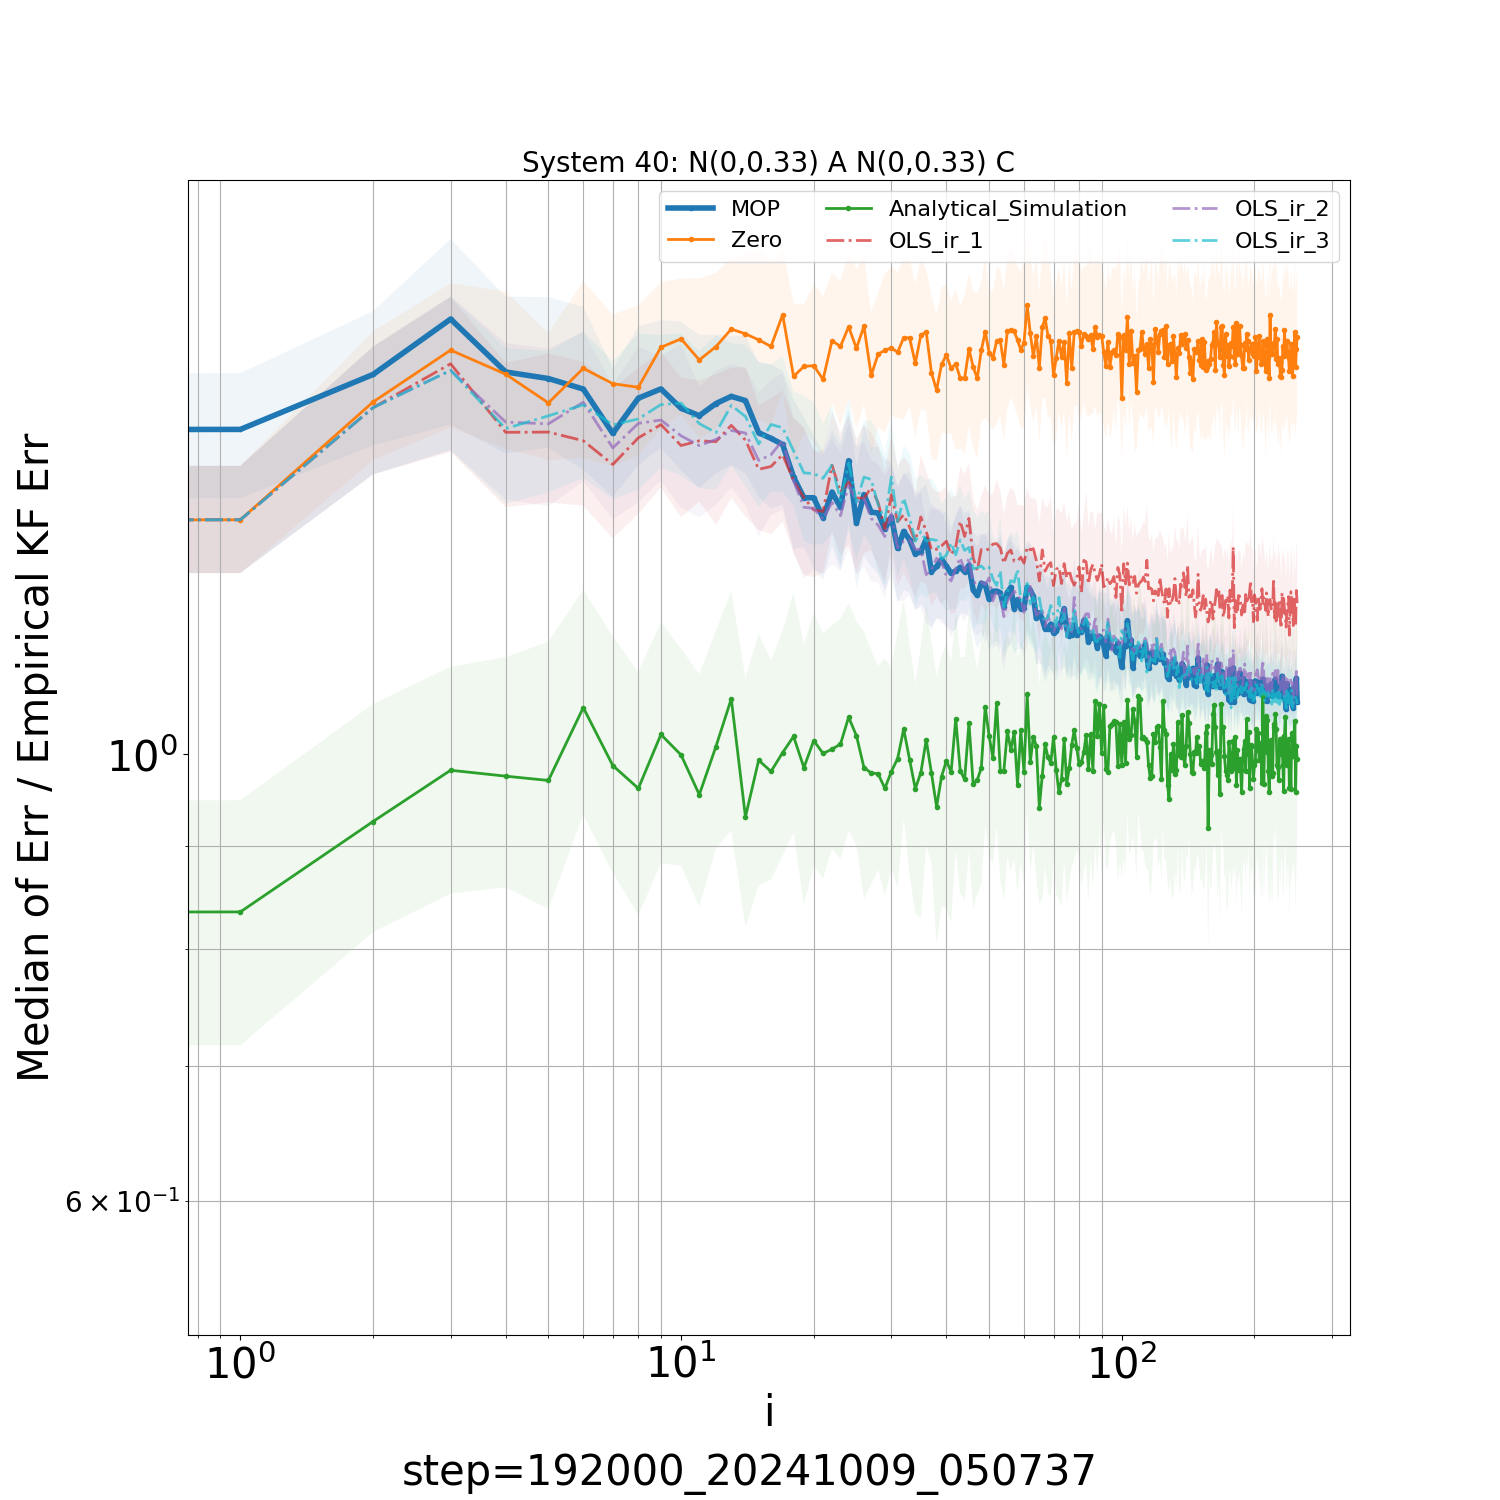 System 40: N(0,0.33) A N(0,0.33) C
MOP
Zero
Analytical_Simulation
OLS_ir_1
OLS_ir_2
OLS_ir_3
Median of Err / Empirical KF Err
10⁰
6 × 10⁻¹
10⁰ 10¹ 10²
i
step=192000_20241009_050737